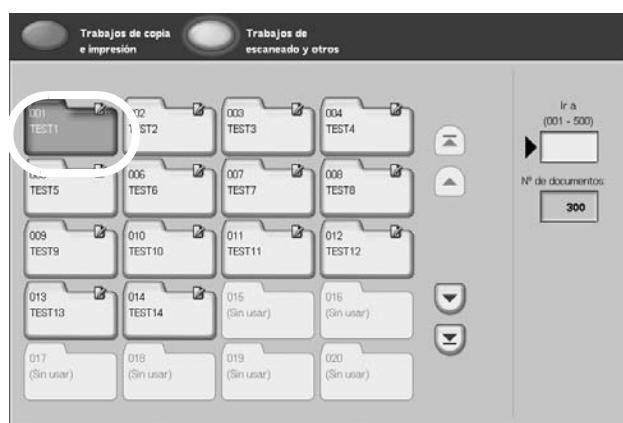 Trabajos de copia
e impresión
Trabajos de
escaneado y otros
001
TEST1
002
TEST2
003
TEST3
004
TEST4
005
TEST5
006
TEST6
007
TEST7
008
TEST8
009
TEST9
010
TEST10
011
TEST11
012
TEST12
013
TEST13
014
TEST14
015
(Sin usar)
016
(Sin usar)
017
(Sin usar)
018
(Sin usar)
019
(Sin usar)
020
(Sin usar)
Ir a
(001 - 500)
Nº de documentos:
300